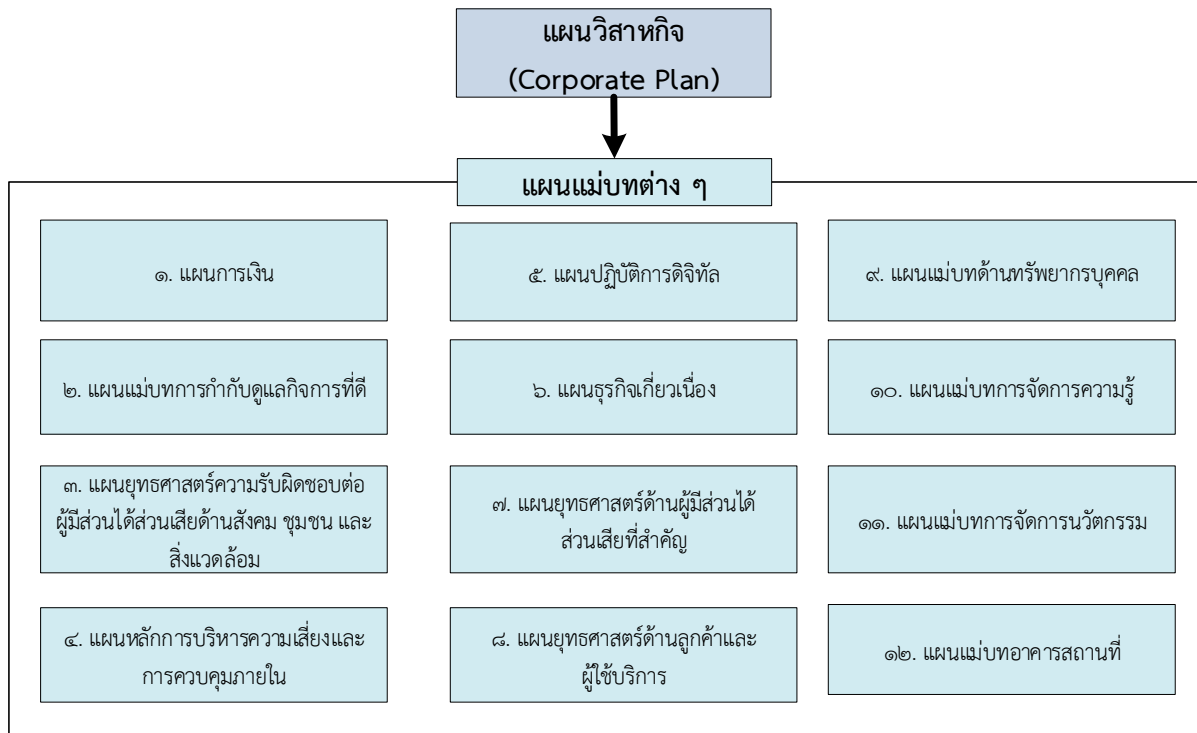 แผนวิสาหกิจ
(Corporate Plan)
แผนแม่บทต่าง ๆ
๑. แผนการเงิน
๒. แผนแม่บทการกำกับดูแลกิจการที่ดี
๓. แผนยุทธศาสตร์ความรับผิดชอบต่อ
ผู้มีส่วนได้ส่วนเสียด้านสังคม ชุมชน และ
สิ่งแวดล้อม
๔. แผนหลักการบริหารความเสี่ยงและ
การควบคุมภายใน
๕. แผนปฏิบัติการดิจิทัล
๖. แผนธุรกิจเกี่ยวเนื่อง
๗. แผนยุทธศาสตร์ด้านผู้มีส่วนได้
ส่วนเสียที่สำคัญ
๘. แผนยุทธศาสตร์ด้านลูกค้าและ
ผู้ใช้บริการ
๙. แผนแม่บทด้านทรัพยากรบุคคล
๑๐. แผนแม่บทการจัดการความรู้
๑๑. แผนแม่บทการจัดการนวัตกรรม
๑๒. แผนแม่บทอาคารสถานที่